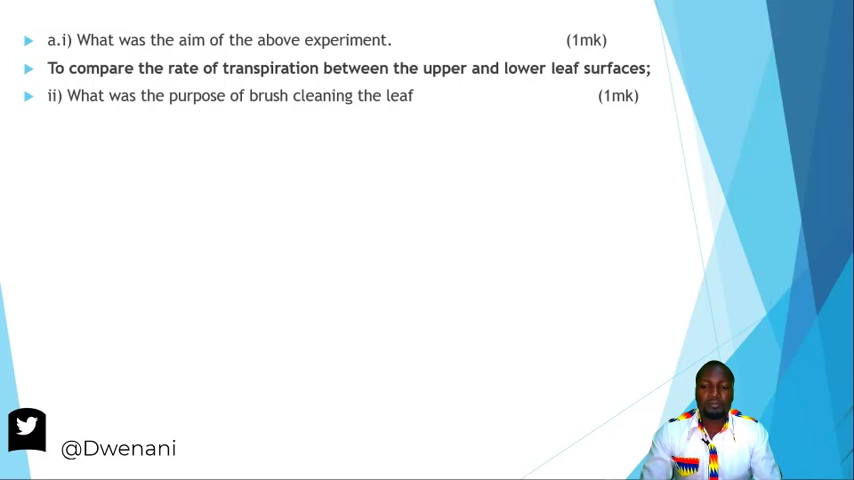 a.i) What was the aim of the above experiment. (1mk)
To compare the rate of transpiration between the upper and lower leaf surfaces;
ii) What was the purpose of brush cleaning the leaf (1mk)
@Dwenani